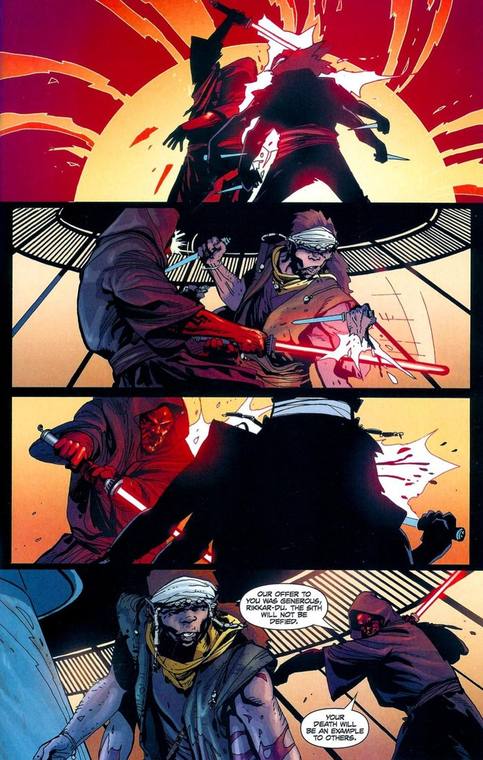 OUR OFFER TO
YOU WAS GENEROUS,
RIKKAR-DU. THE SITH
WILL NOT BE
DEFIED.
YOUR
DEATH WILL
BE AN EXAMPLE
TO OTHERS.